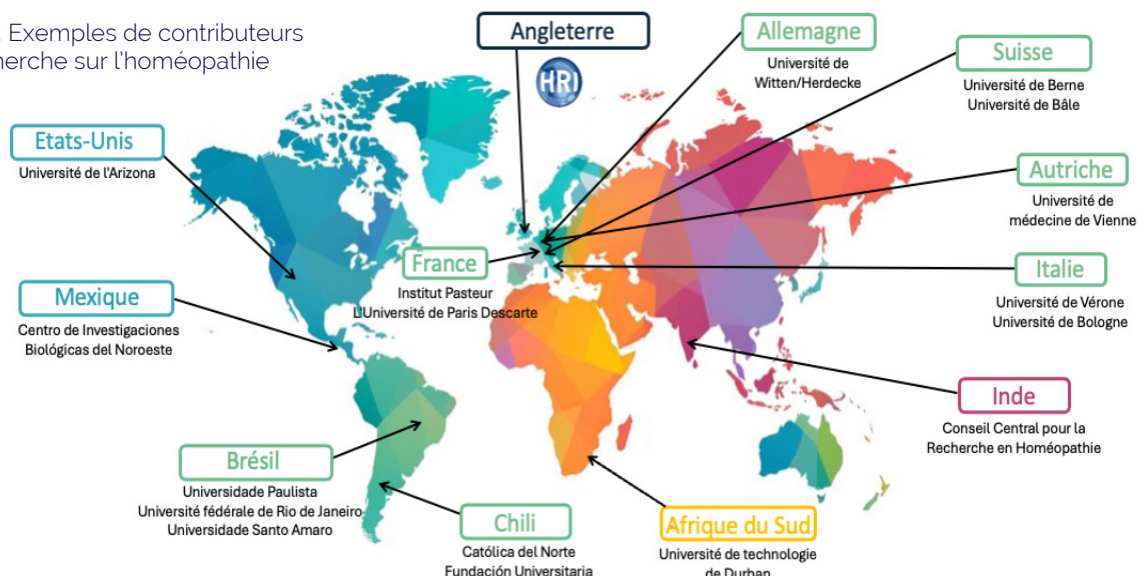 . Exemples de contributeurs
herche sur l'homéopathie
Angleterre
HRI
Allemagne
Université de
Witten/Herdecke
Suisse
Université de Berne
Université de Bâle
Etats-Unis
Université de l'Arizona
Autriche
Université de
médecine de Vienne
France
Institut Pasteur
L'Université de Paris Descarte
Italie
Université de Vérone
Université de Bologne
Mexique
Centro de Investigaciones
Biológicas del Noroeste
Inde
Conseil Central pour la
Recherche en Homéopathie
Brésil
Universidade Paulista
Université fédérale de Rio de Janeiro
Universidade Santo Amaro
Chili
Católica del Norte
Fundación Universitaria
Afrique du Sud
Université de technologie
de Durban